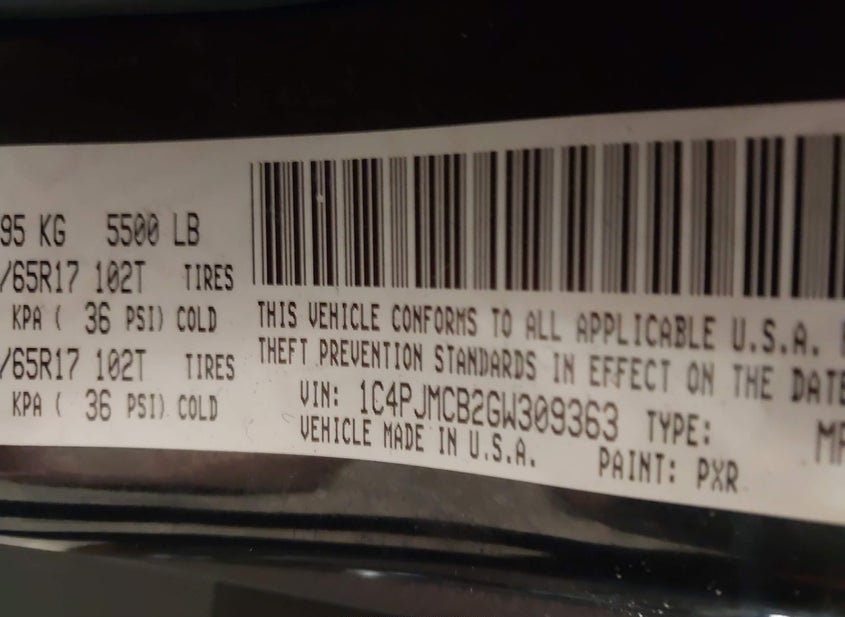 95 KG 5500 LB
/65R17 102T TIRES
KPA ( 36 PSI) COLD
/65R17 102T TIRES
KPA ( 36 PSI) COLD
THIS VEHICLE CONFORMS TO ALL APPLICABLE U.S.A.
THEFT PREVENTION STANDARDS IN EFFECT ON THE DATE
VIN: 1C4PJMCB2GW309363 TYPE: MP
VEHICLE MADE IN U.S.A. PAINT: PXR